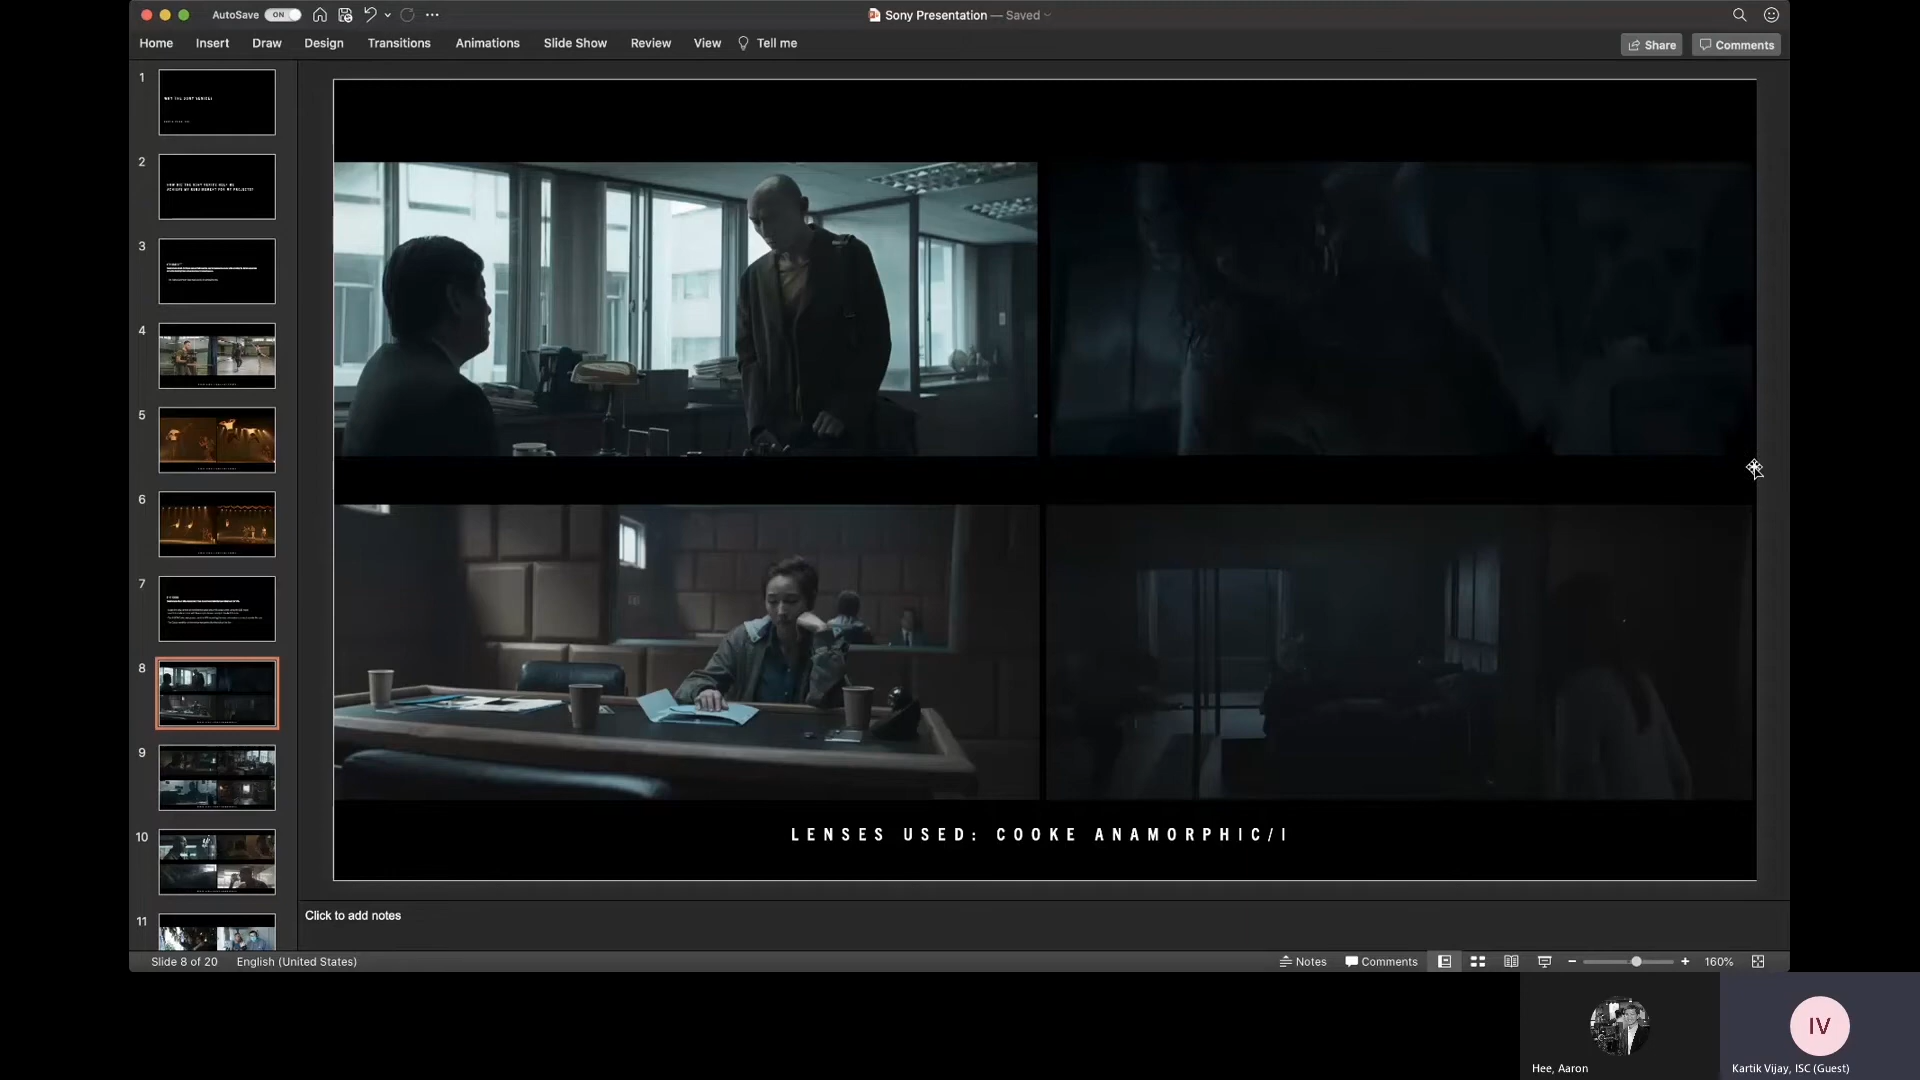 AutoSave ON
Sony Presentation — Saved
Home Insert Draw Design Transitions Animations Slide Show Review View Tell me
Share Comments
1
2
3
4
5
6
7
8
9
10
11
LENSES USED: COOKE ANAMORPHIC/I
Click to add notes
Slide 8 of 20 English (United States)
Notes Comments 160%
IV
Hee, Aaron
Kartik Vijay, ISC (Guest)